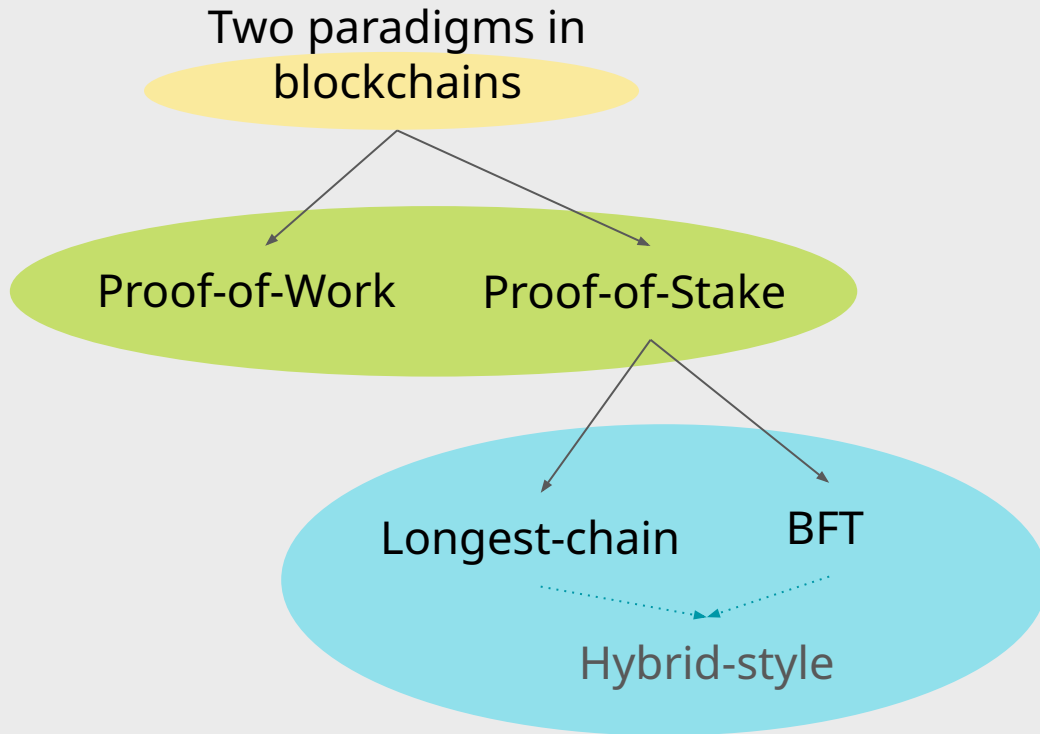 Two paradigms in
blockchains
Proof-of-Work
Proof-of-Stake
Longest-chain
BFT
Hybrid-style